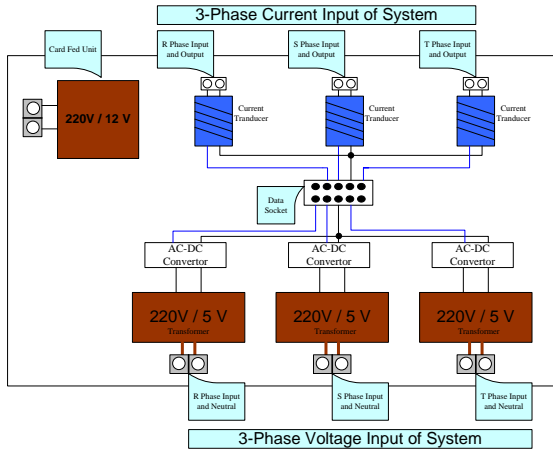 3-Phase Current Input of System
Card Fed Unit
R Phase Input
and Output
S Phase Input
and Output
T Phase Input
and Output
220V / 12 V
Current
Tranducer
Current
Tranducer
Current
Tranducer
Data
Socket
AC-DC
Convertor
AC-DC
Convertor
AC-DC
Convertor
220V / 5 V
Transformer
220V / 5 V
Transformer
220V / 5 V
Transformer
R Phase Input
and Neutral
S Phase Input
and Neutral
T Phase Input
and Neutral
3-Phase Voltage Input of System